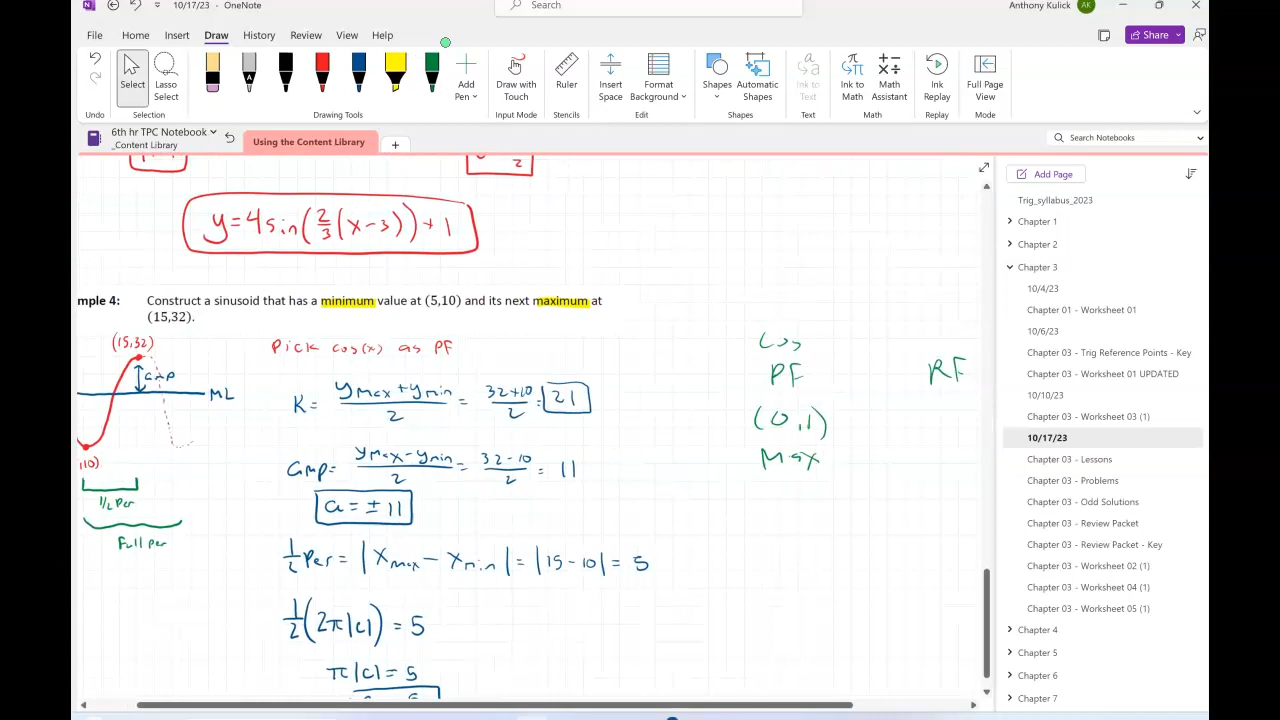 10/17/23 - OneNote
Search
Anthony Kulick
AK
File Home Insert Draw History Review View Help
Share
Select
Lasso Select
Add Pen
Draw with Touch
Ruler
Insert Space
Format Background
Shapes
Automatic Shapes
Ink to Text
Ink to Math
Math Assistant
Ink Replay
Full Page View
Undo
Drawing Tools
Input Mode
Stencils
Edit
Shapes
Text
Math
Replay
Mode
6th hr TPC Notebook
_Content Library
Using the Content Library
Search Notebooks
2
y=4sin(2/3(x-3))+1
mple 4: Construct a sinusoid that has a minimum value at (5,10) and its next maximum at
(15,32).
(15,32)
amp
ML
10)
1/2 Per
Full per
Pick cos(x) as PF
K= ymax+ymin/2 = 32+10/2 = 21
amp= ymax-ymin/2 = 32-10/2 = 11
a=±11
1/2 Per = |xmax - xmin| = |15-10| = 5
1/2(2π|c|) = 5
π|c| = 5
Cos
PF
RF
(0,1)
Max
Add Page
Trig_syllabus_2023
Chapter 1
Chapter 2
Chapter 3
10/4/23
Chapter 01 - Worksheet 01
10/6/23
Chapter 03 - Trig Reference Points - Key
Chapter 03 - Worksheet 01 UPDATED
10/10/23
Chapter 03 - Worksheet 03 (1)
10/17/23
Chapter 03 - Lessons
Chapter 03 - Problems
Chapter 03 - Odd Solutions
Chapter 03 - Review Packet
Chapter 03 - Review Packet - Key
Chapter 03 - Worksheet 02 (1)
Chapter 03 - Worksheet 04 (1)
Chapter 03 - Worksheet 05 (1)
Chapter 4
Chapter 5
Chapter 6
Chapter 7